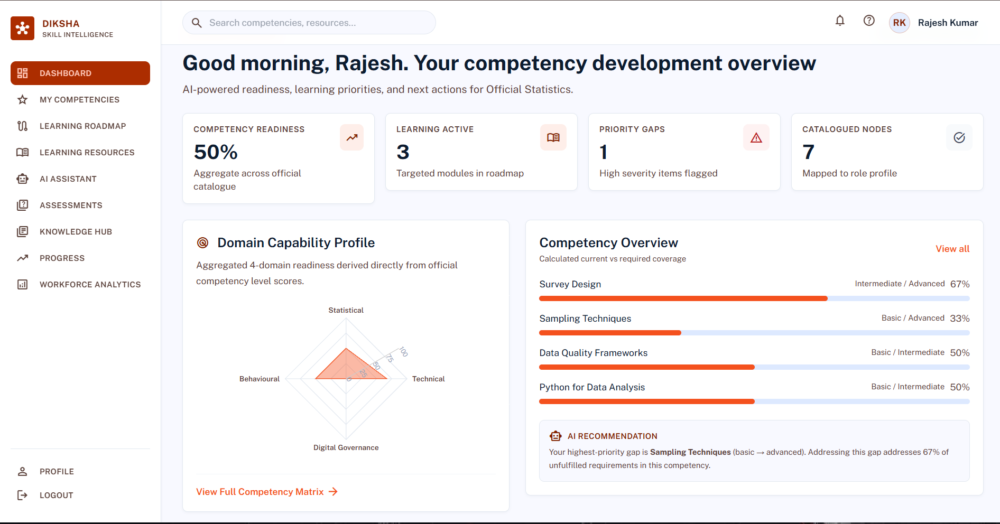 DIKSHA
SKILL INTELLIGENCE
DASHBOARD
MY COMPETENCIES
LEARNING ROADMAP
LEARNING RESOURCES
AI ASSISTANT
ASSESSMENTS
KNOWLEDGE HUB
PROGRESS
WORKFORCE ANALYTICS
PROFILE
LOGOUT
Search competencies, resources...
RK
Rajesh Kumar
Good morning, Rajesh. Your competency development overview
AI-powered readiness, learning priorities, and next actions for Official Statistics.
COMPETENCY READINESS
50%
Aggregate across official
catalogue
LEARNING ACTIVE
3
Targeted modules in roadmap
PRIORITY GAPS
1
High severity items flagged
CATALOGUED NODES
7
Mapped to role profile
Domain Capability Profile
Aggregated 4-domain readiness derived directly from official
competency level scores.
Statistical
100
75
50
25
0
Behavioural
Technical
Digital Governance
View Full Competency Matrix →
Competency Overview
View all
Calculated current vs required coverage
Survey Design Intermediate / Advanced 67%
Sampling Techniques Basic / Advanced 33%
Data Quality Frameworks Basic / Intermediate 50%
Python for Data Analysis Basic / Intermediate 50%
AI RECOMMENDATION
Your highest-priority gap is Sampling Techniques (basic → advanced). Addressing this gap addresses 67% of
unfulfilled requirements in this competency.